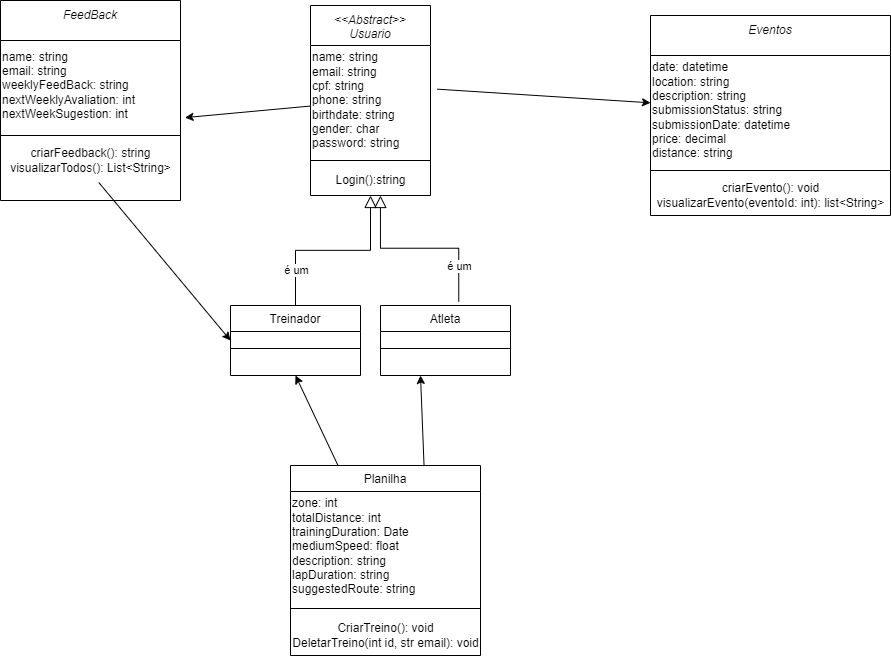 FeedBack
name: string
email: string
weeklyFeedBack: string
nextWeeklyAvaliation: int
nextWeekSugestion: int
criarFeedback(): string
visualizarTodos(): List<String>
<<Abstract>>
Usuario
name: string
email: string
cpf: string
phone: string
birthdate: string
gender: char
password: string
Login():string
Eventos
date: datetime
location: string
description: string
submissionStatus: string
submissionDate: datetime
price: decimal
distance: string
criarEvento(): void
visualizarEvento(eventoId: int): list<String>
é um
é um
Treinador
Atleta
Planilha
zone: int
totalDistance: int
trainingDuration: Date
mediumSpeed: float
description: string
lapDuration: string
suggestedRoute: string
CriarTreino(): void
DeletarTreino(int id, str email): void